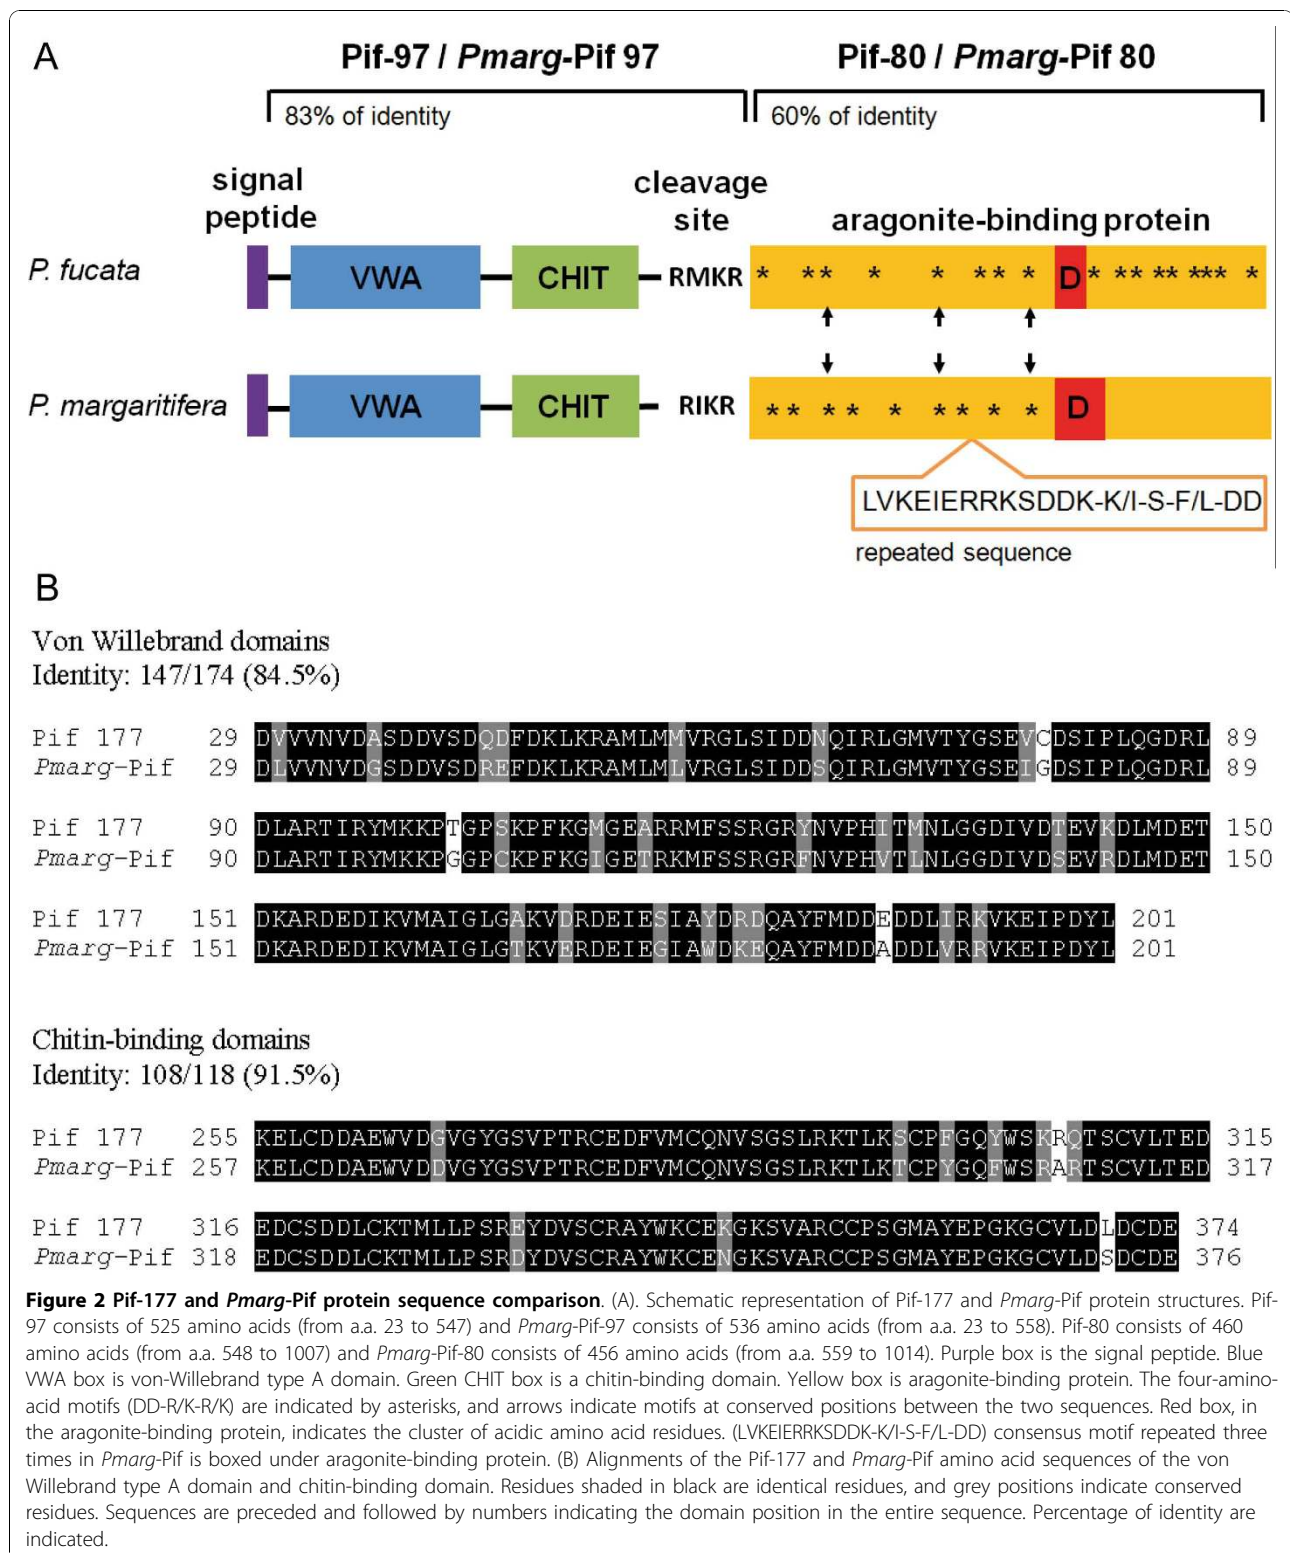 A
Pif-97 / Pmarg-Pif 97 Pif-80 / Pmarg-Pif 80
83% of identity 60% of identity
signal peptide
cleavage site
aragonite-binding protein
P. fucata VWA CHIT RMKR * ** * * ** * D * ** ** *** *
P. margaritifera VWA CHIT RIKR ** * * * * * * * D
LVKEIERRKSDDK-K/I-S-F/L-DD
repeated sequence
B
Von Willebrand domains
Identity: 147/174 (84.5%)
Pif 177 29 DVVVNVDASDDVSDQDFDKLKRAMLMMVRGLSIDDNQIRLGMVTYGSEVCDSIPLQGDRL 89
Pmarg-Pif 29 DLVVNVDGSDDVSDREFDKLKRAMLMLVRGLSIDDSQIRLGMVTYGSEIGDSIPLQGDRL 89
Pif 177 90 DLARTIRYMKKPTGPSKPFKGMGEARRMFSSRGRYNVPHITMNLGGDIVDTEVKDLMDET 150
Pmarg-Pif 90 DLARTIRYMKKPGGPCKPFKGIGETRKMFSSRGRFNVPHVTLNLGGDIVDSEVRDLMDET 150
Pif 177 151 DKARDEDIKVMAIGLGAKVDRDEIESIAYDRDQAYFMDDEDDLIRKVKEIPDYL 201
Pmarg-Pif 151 DKARDEDIKVMAIGLGTKVERDEIEGIAWDKEQAYFMDDADDLVRRVKEIPDYL 201
Chitin-binding domains
Identity: 108/118 (91.5%)
Pif 177 255 KELCDDAEWVDGVGYGSVPTRCEDFVMCQNVSGSLRKTLKSCPFGQYWSKRQTSCVLTED 315
Pmarg-Pif 257 KELCDDAEWVDDVGYGSVPTRCEDFVMCQNVSGSLRKTLKTCPYGQFWSRARTSCVLTED 317
Pif 177 316 EDCSDDLCKTMLLPSREYDVSCRAYWKCEKGKSVARCCPSGMAYEPGKGCVLDLDCDE 374
Pmarg-Pif 318 EDCSDDLCKTMLLPSRDYDVSCRAYWKCENGKSVARCCPSGMAYEPGKGCVLDSDCDE 376
Figure 2 Pif-177 and Pmarg-Pif protein sequence comparison. (A). Schematic representation of Pif-177 and Pmarg-Pif protein structures. Pif-
97 consists of 525 amino acids (from a.a. 23 to 547) and Pmarg-Pif-97 consists of 536 amino acids (from a.a. 23 to 558). Pif-80 consists of 460
amino acids (from a.a. 548 to 1007) and Pmarg-Pif-80 consists of 456 amino acids (from a.a. 559 to 1014). Purple box is the signal peptide. Blue
VWA box is von-Willebrand type A domain. Green CHIT box is a chitin-binding domain. Yellow box is aragonite-binding protein. The four-amino-
acid motifs (DD-R/K-R/K) are indicated by asterisks, and arrows indicate motifs at conserved positions between the two sequences. Red box, in
the aragonite-binding protein, indicates the cluster of acidic amino acid residues. (LVKEIERRKSDDK-K/I-S-F/L-DD) consensus motif repeated three
times in Pmarg-Pif is boxed under aragonite-binding protein. (B) Alignments of the Pif-177 and Pmarg-Pif amino acid sequences of the von
Willebrand type A domain and chitin-binding domain. Residues shaded in black are identical residues, and grey positions indicate conserved
residues. Sequences are preceded and followed by numbers indicating the domain position in the entire sequence. Percentage of identity are
indicated.